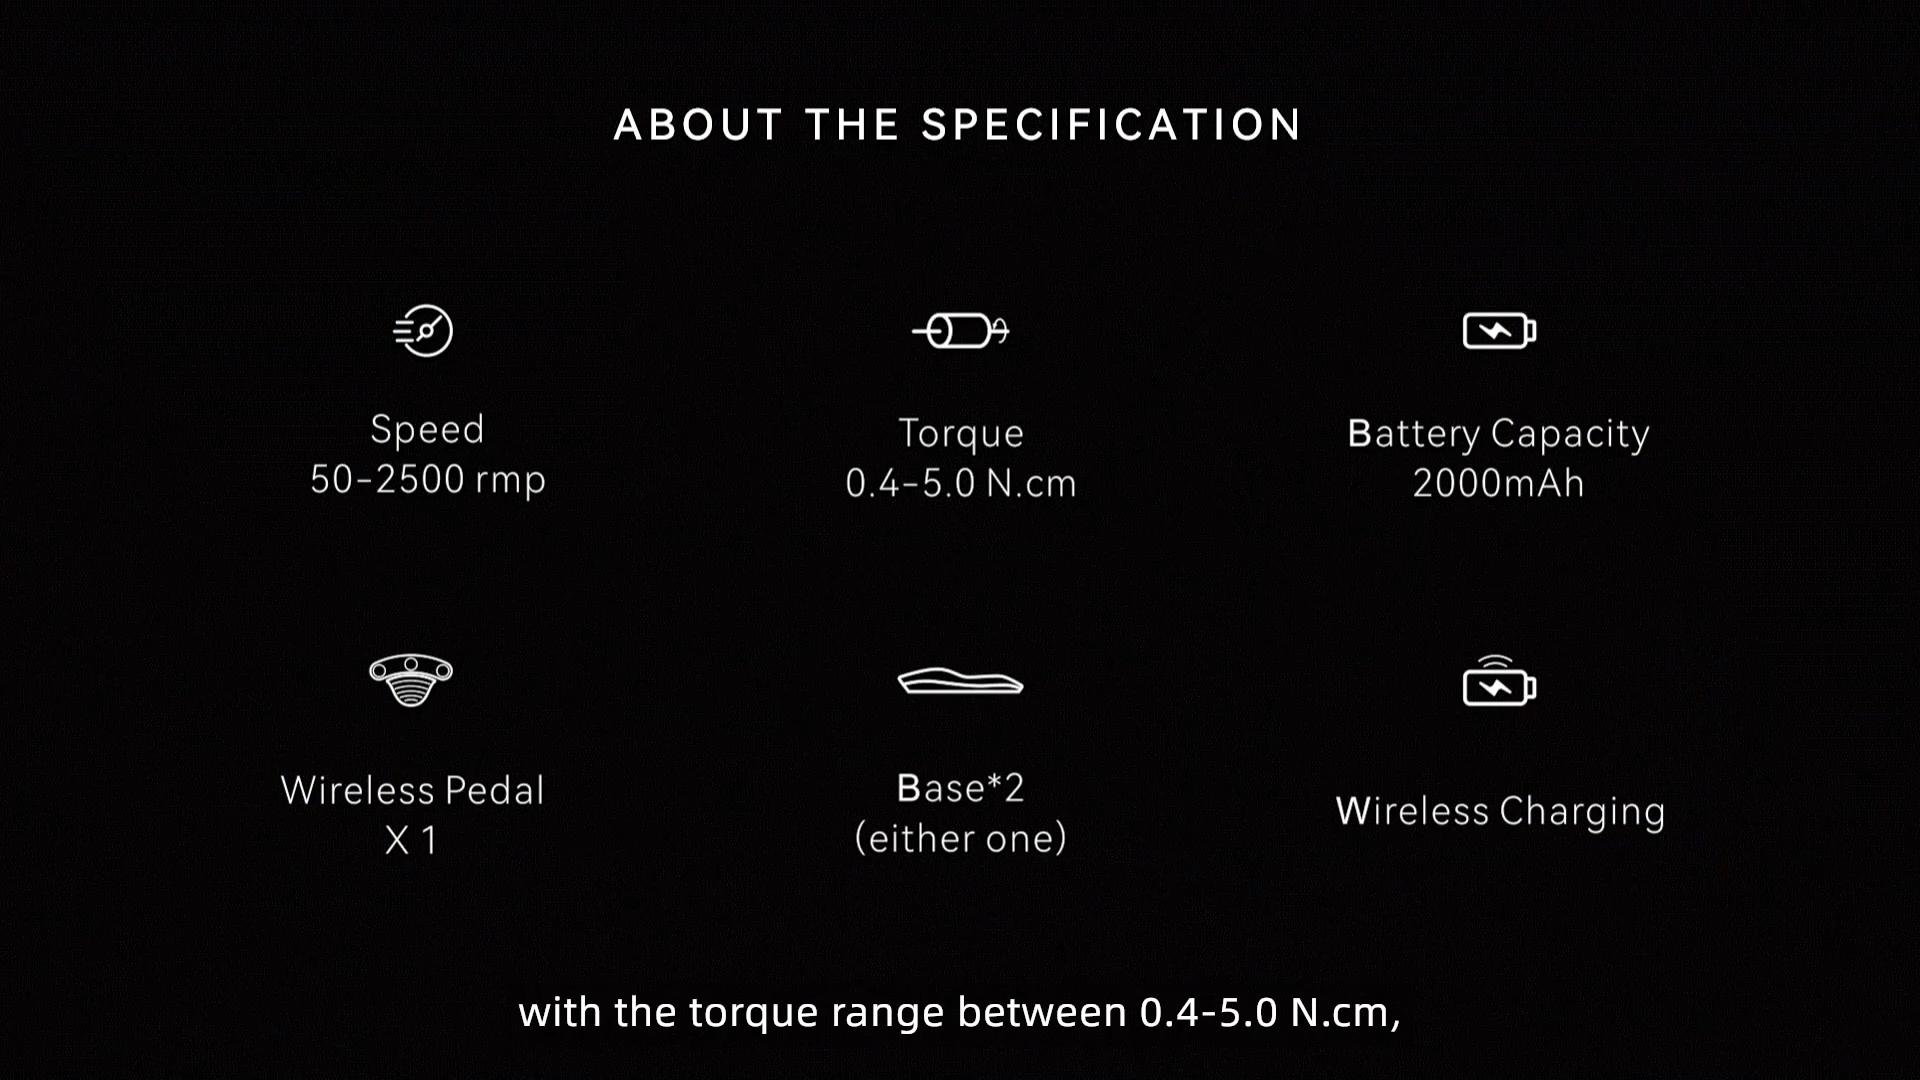 ABOUT THE SPECIFICATION
Speed
50-2500 rmp
Torque
0.4-5.0 N.cm
Battery Capacity
2000mAh
Wireless Pedal
X 1
Base*2
(either one)
Wireless Charging
with the torque range between 0.4-5.0 N.cm,